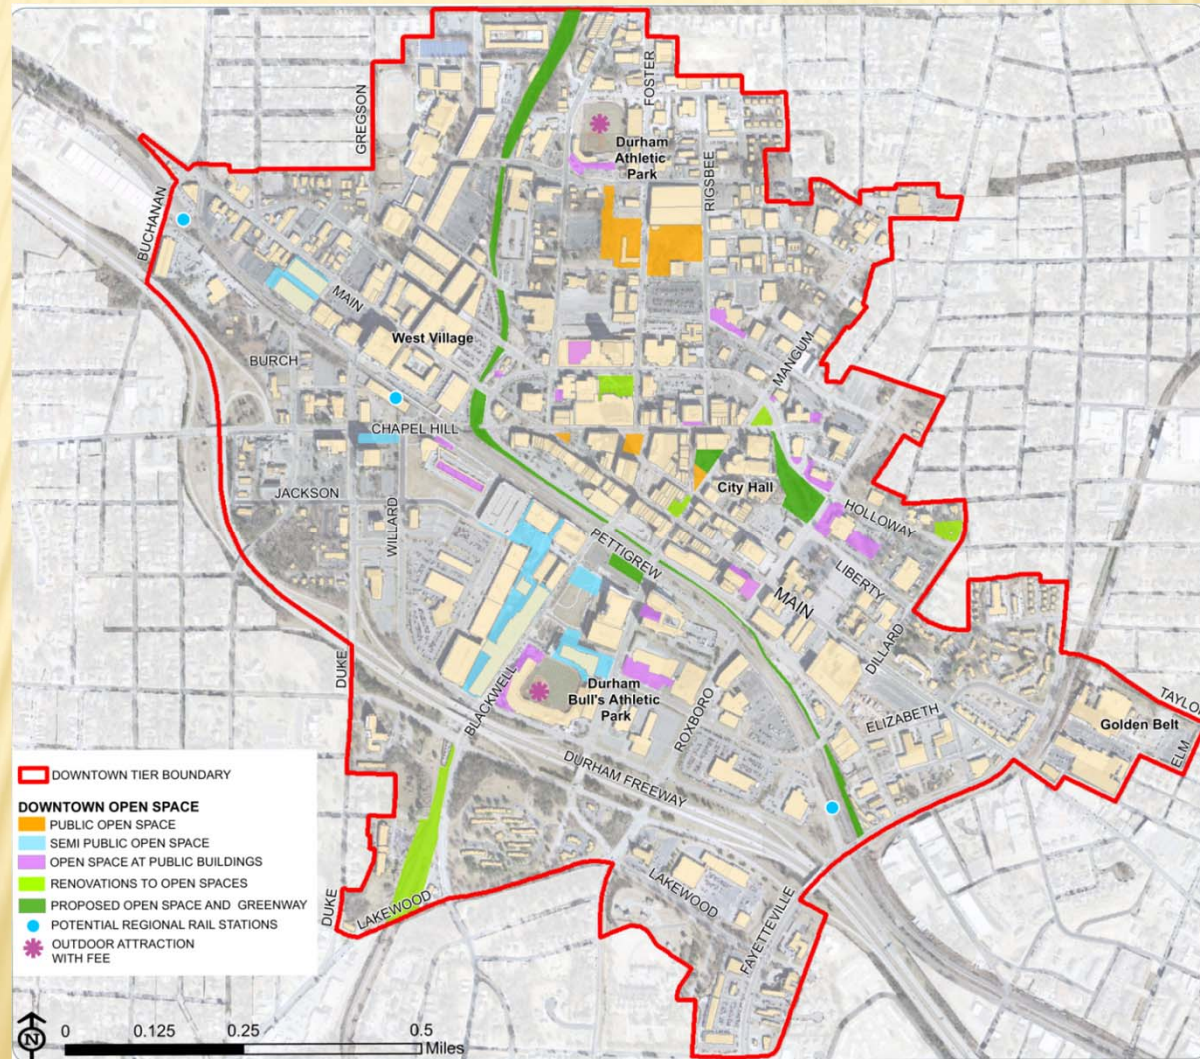 FOSTER
GREGSON
Durham
Athletic
Park
RIGSBEE
BUCHANAN
MAIN
West Village
MANGUM
BURCH
CHAPEL HILL
City Hall
JACKSON
HOLLOWAY
WILLARD
PETTIGREW
LIBERTY
MAIN
DILLARD
DUKE
BLACKWELL
Durham
Bull's Athletic
Park
ROXBORO
ELIZABETH
TAYLO
Golden Belt
ELM
DURHAM FREEWAY
DOWNTOWN TIER BOUNDARY
DOWNTOWN OPEN SPACE
PUBLIC OPEN SPACE
SEMI PUBLIC OPEN SPACE
OPEN SPACE AT PUBLIC BUILDINGS
RENOVATIONS TO OPEN SPACES
PROPOSED OPEN SPACE AND GREENWAY
POTENTIAL REGIONAL RAIL STATIONS
OUTDOOR ATTRACTION
WITH FEE
DUKE
LAKEWOOD
LAKEWOOD
FAYETTEVILLE
N
0 0.125 0.25 0.5
Miles